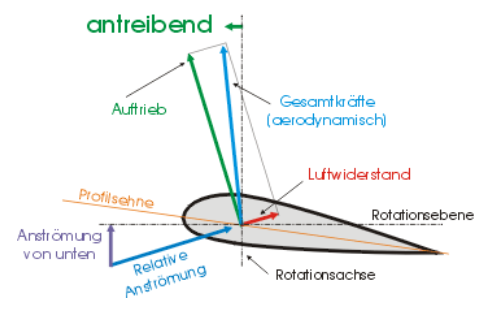 antreibend
Auftrieb
Gesamtkräfte
(aerodynamisch)
Luftwiderstand
Profilsehne
Rotationsebene
Anströmung
von unten
Relative
Anströmung
Rotationsachse